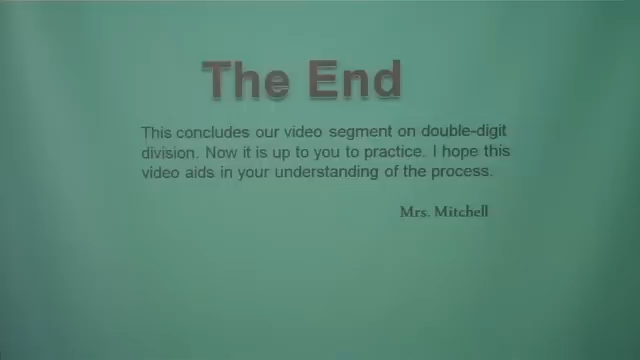 The End
This concludes our video segment on double-digit
division. Now it is up to you to practice. I hope this
video aids in your understanding of the process.
Mrs. Mitchell